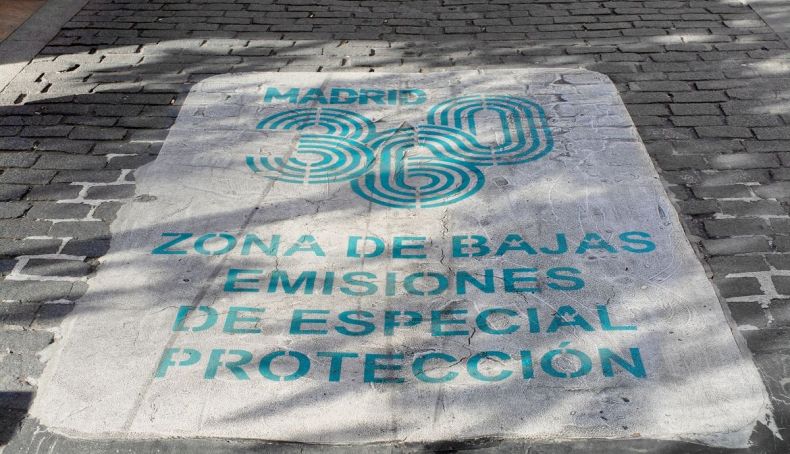 MADRID
360
ZONA DE BAJAS
EMISIONES
DE ESPECIAL
PROTECCIÓN